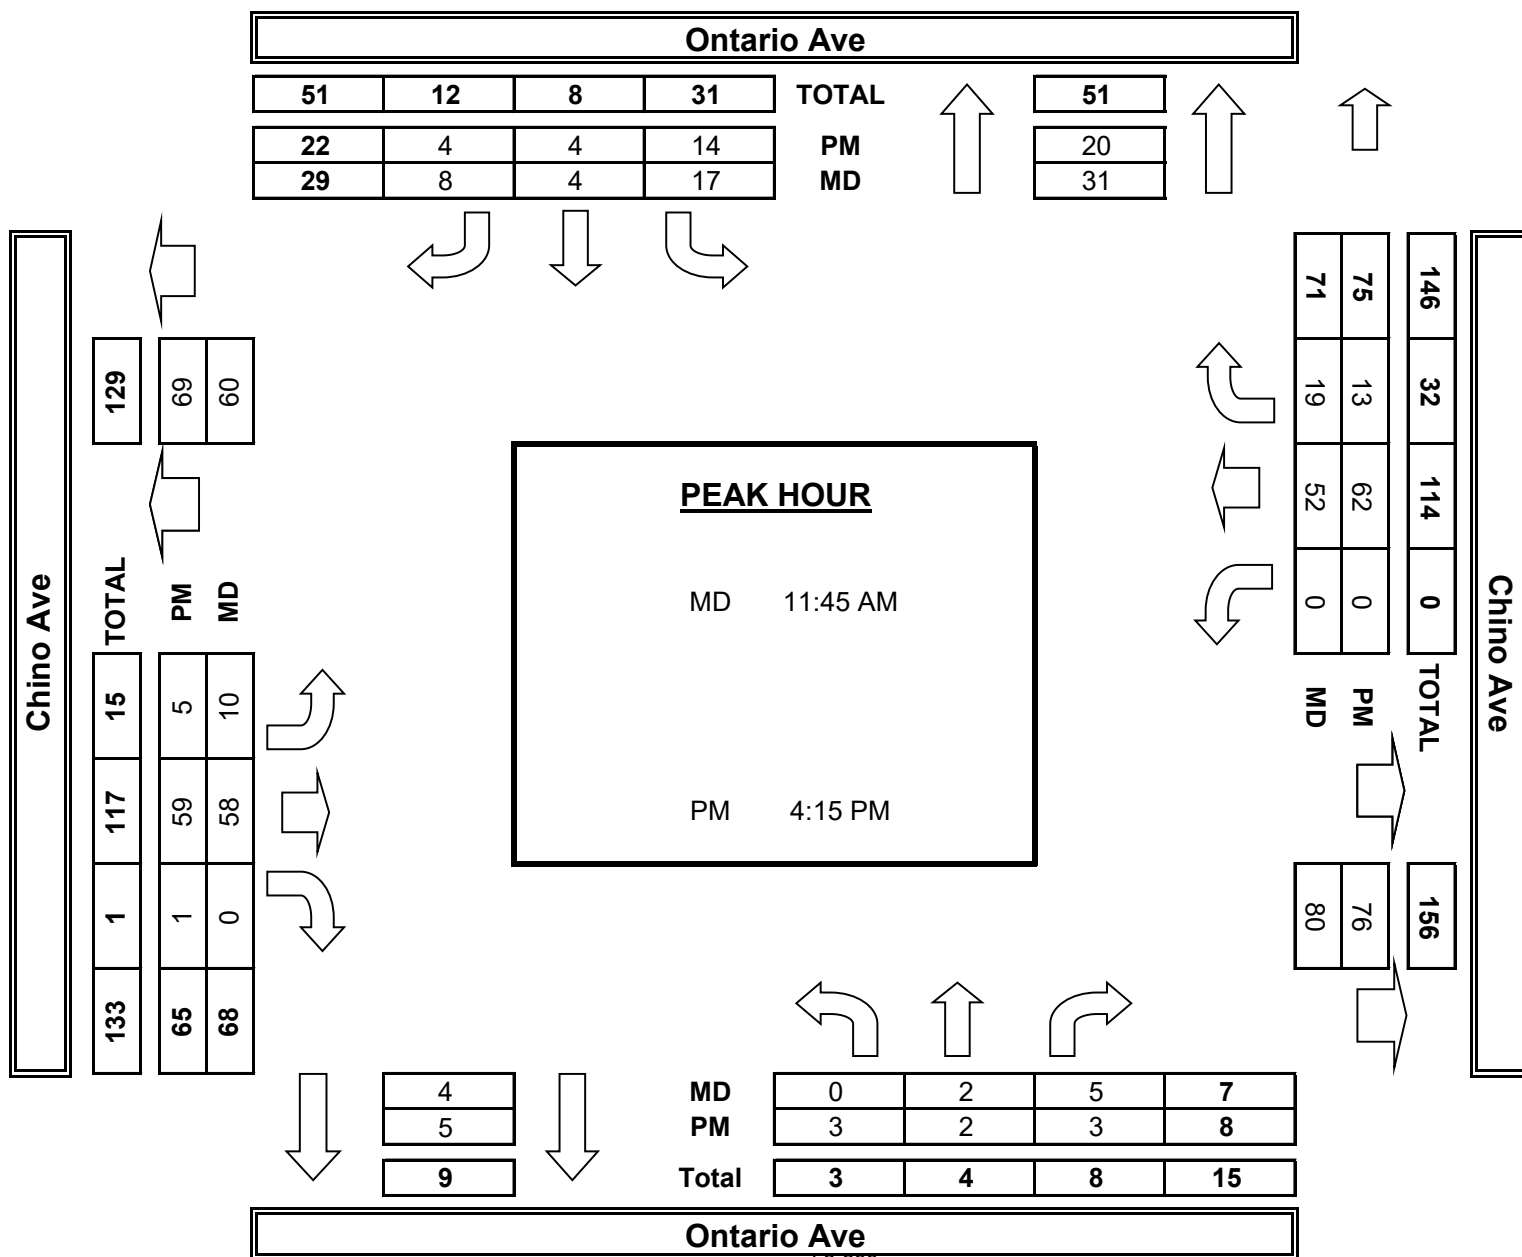 Ontario Ave
51 12 8 31 TOTAL 51
22 4 4 14 PM 20
29 8 4 17 MD 31
Chino Ave
129 69 60
TOTAL PM MD
15 5 10
117 59 58
1 1 0
133 65 68
PEAK HOUR
MD 11:45 AM
PM 4:15 PM
71 75 146
19 13 32
52 62 114
0 0 0
MD PM TOTAL
80 76 156
Chino Ave
4 MD 0 2 5 7
5 PM 3 2 3 8
9 Total 3 4 8 15
Ontario Ave